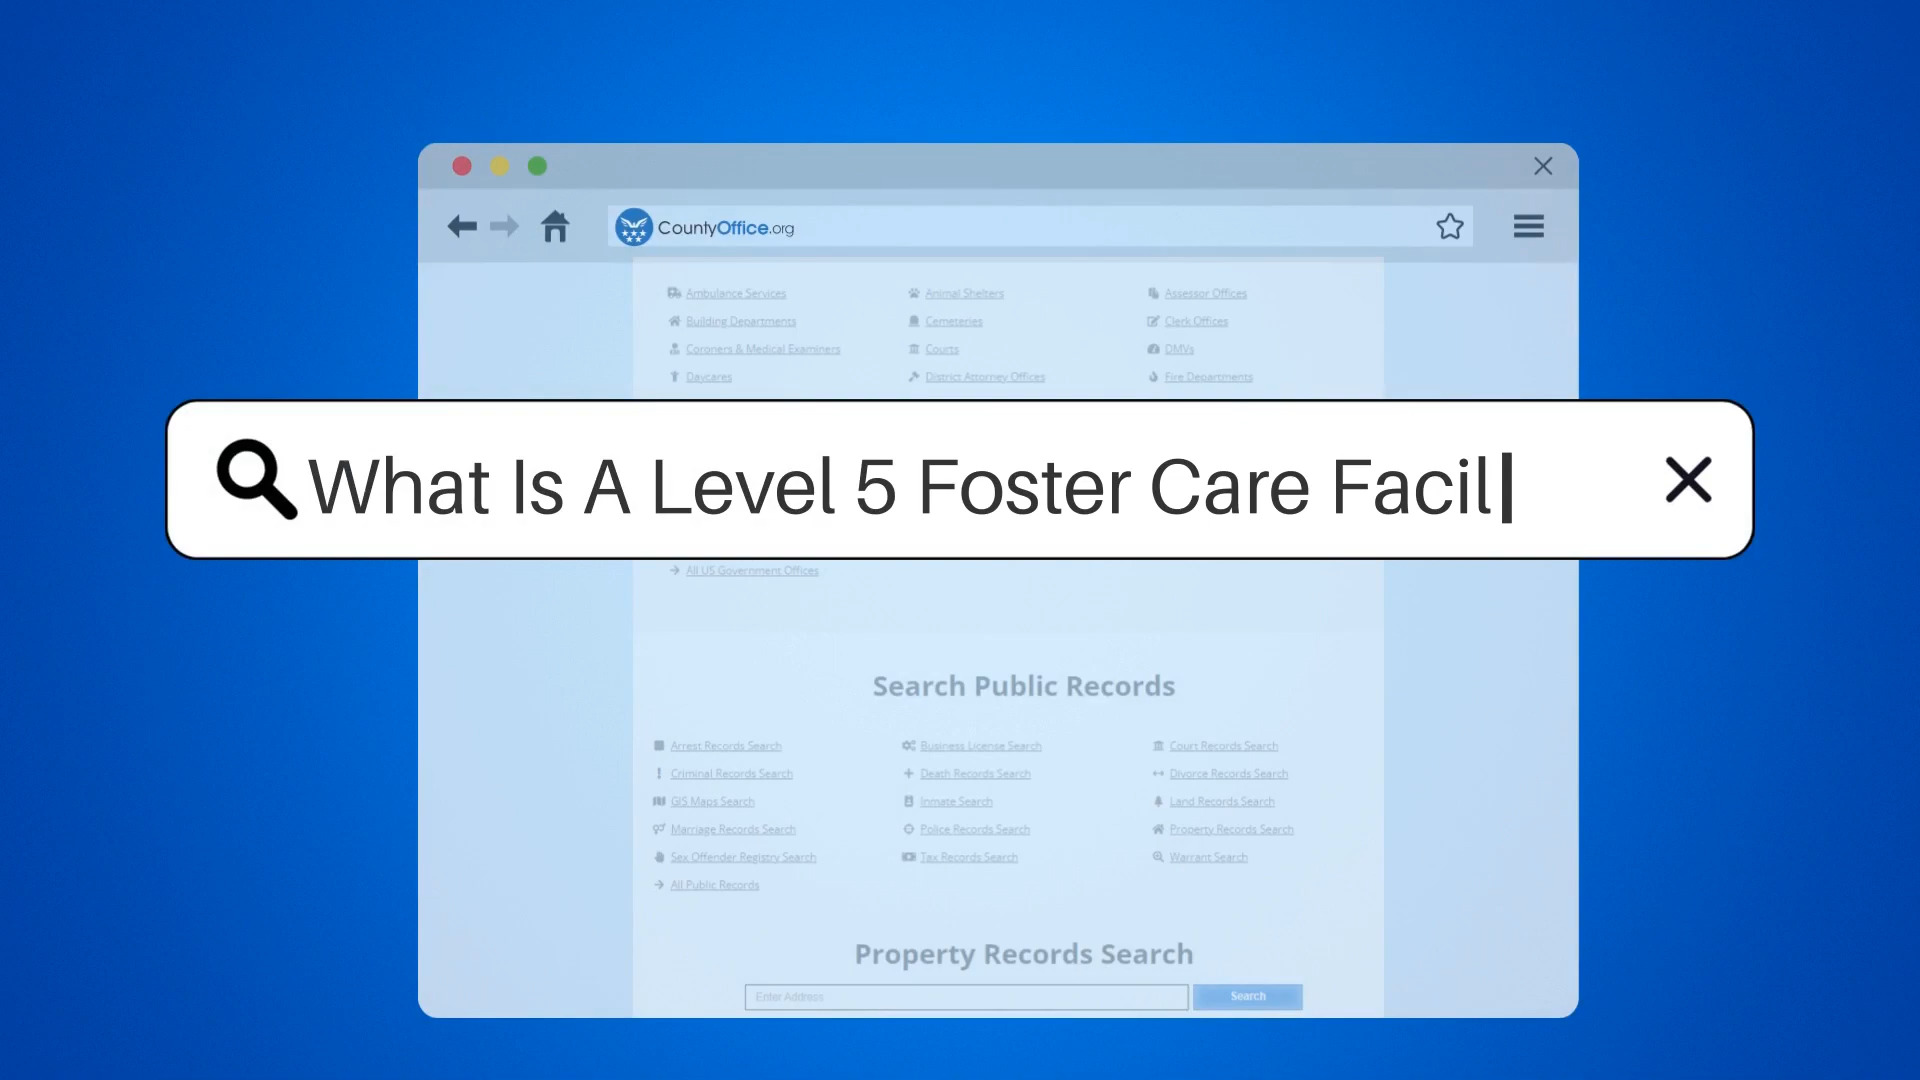 CountyOffice.org
Ambulance Services Animal Shelters Assessor Offices
Building Departments Cemeteries Clerk Offices
Coroners & Medical Examiners Courts DMVs
Daycares District Attorney Offices Fire Departments
What Is A Level 5 Foster Care Facil
All US Government Offices
Search Public Records
Arrest Records Search Business License Search Court Records Search
Criminal Records Search Death Records Search Divorce Records Search
GIS Maps Search Inmate Search Land Records Search
Marriage Records Search Police Records Search Property Records Search
Sex Offender Registry Search Tax Records Search Warrant Search
All Public Records
Property Records Search
Enter Address Search